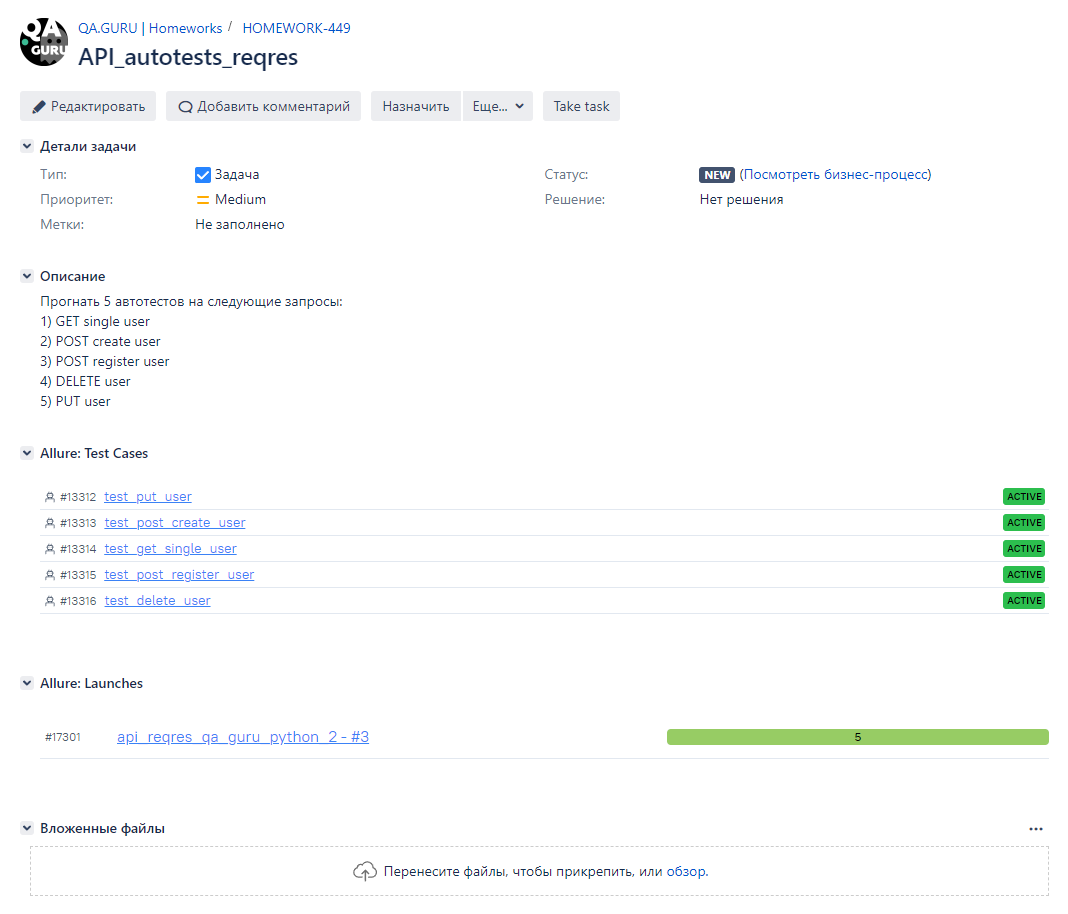 QA
GURU
QA.GURU | Homeworks / HOMEWORK-449
API_autotests_reqres
Редактировать Добавить комментарий Назначить Еще... Take task
Детали задачи
Тип: Задача Статус: NEW (Посмотреть бизнес-процесс)
Приоритет: Medium Решение: Нет решения
Метки: Не заполнено
Описание
Прогнать 5 автотестов на следующие запросы:
1) GET single user
2) POST create user
3) POST register user
4) DELETE user
5) PUT user
Allure: Test Cases
#13312 test_put_user ACTIVE
#13313 test_post_create_user ACTIVE
#13314 test_get_single_user ACTIVE
#13315 test_post_register_user ACTIVE
#13316 test_delete_user ACTIVE
Allure: Launches
#17301 api_reqres_qa_guru_python_2 - #3 5
Вложенные файлы
Перенесите файлы, чтобы прикрепить, или обзор.